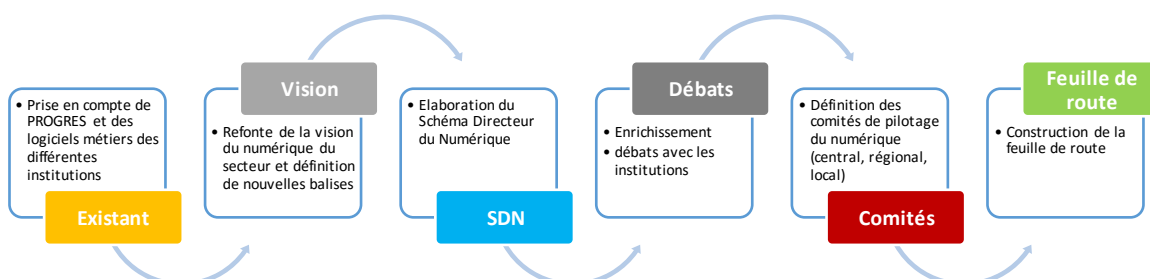 • Prise en compte de
PROGRES et des
logiciels métiers des
différentes
institutions
Existant
Vision
• Refonte de la vision
du numérique du
secteur et définition
de nouvelles balises
• Elaboration du
Schéma Directeur
du Numérique
SDN
Débats
• Enrichissement
• débats avec les
institutions
• Définition des
comités de pilotage
du numérique
(central, régional,
local)
Comités
Feuille de
route
• Construction de la
feuille de route